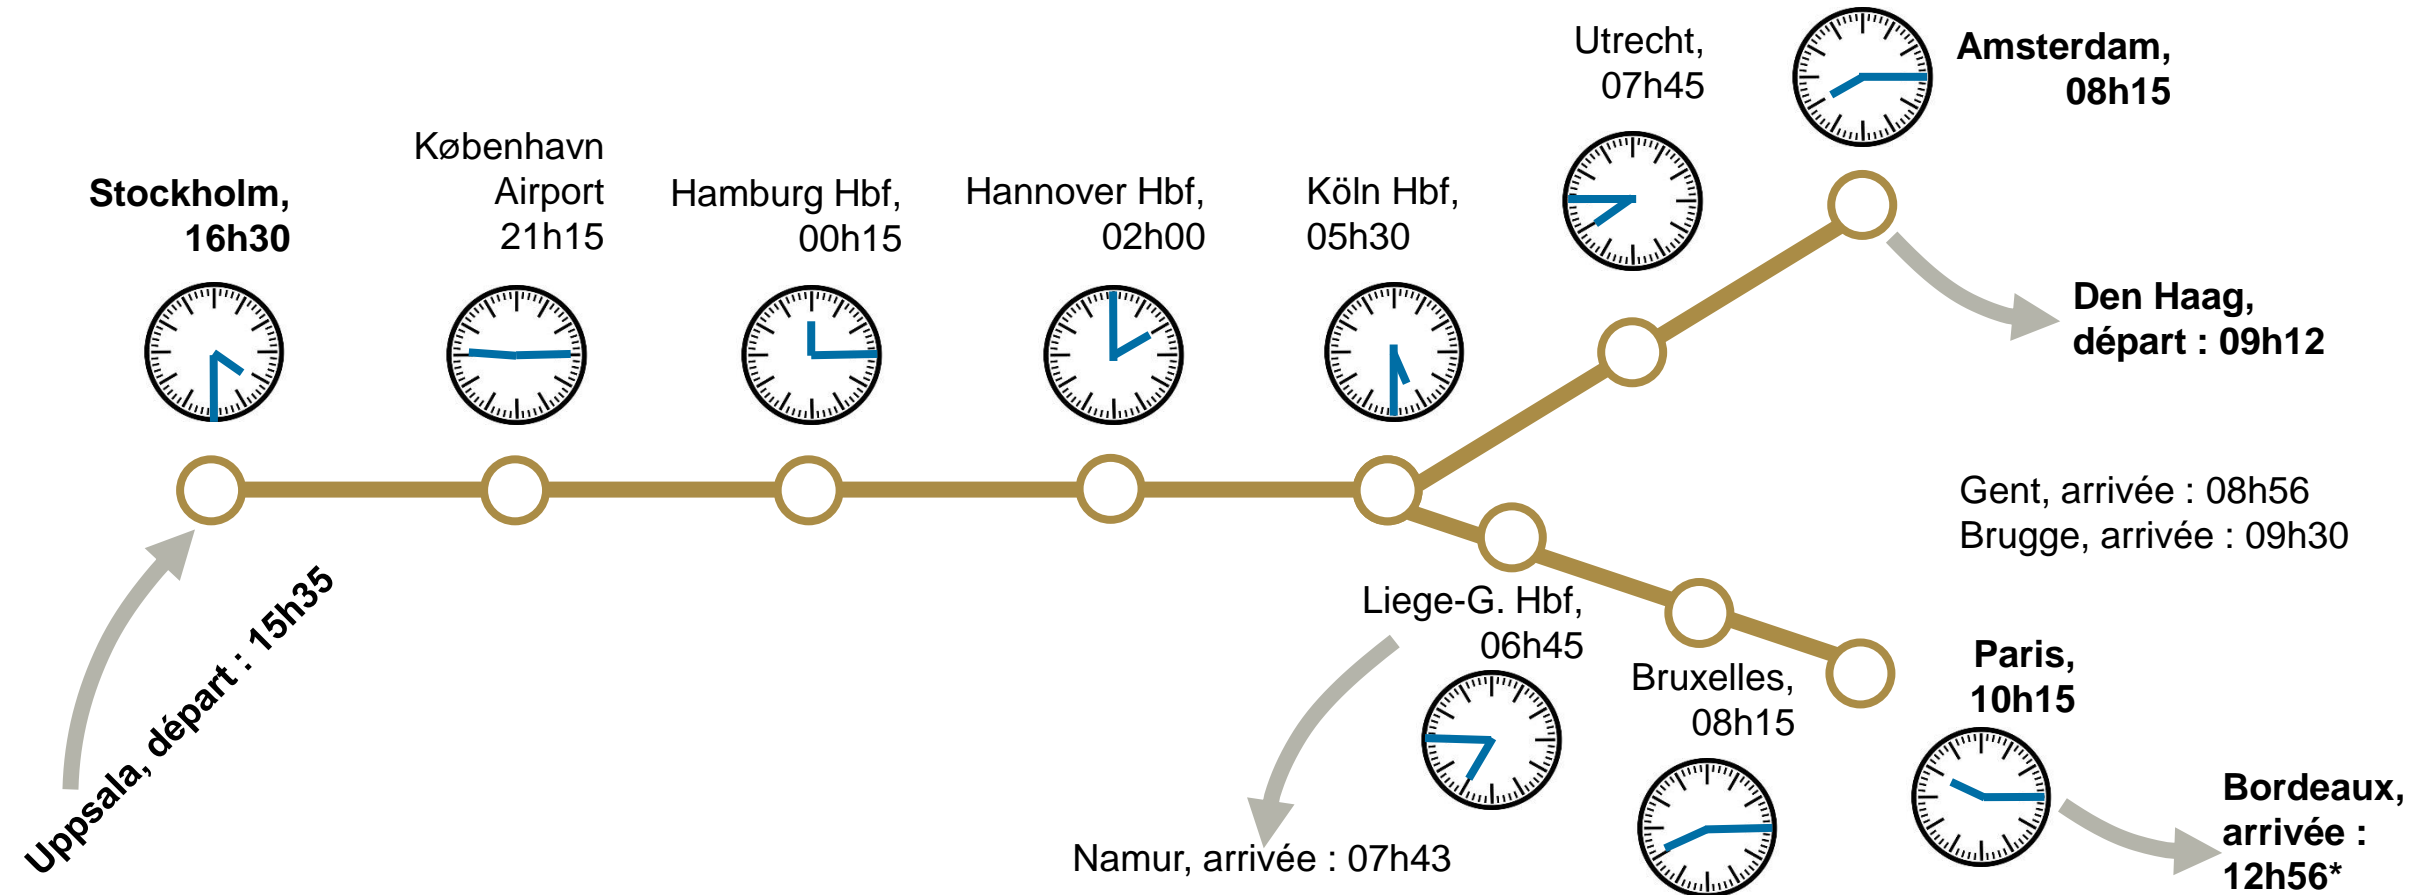 Stockholm,
16h30
København
Airport
21h15
Hamburg Hbf,
00h15
Hannover Hbf,
02h00
Köln Hbf,
05h30
Utrecht,
07h45
Amsterdam,
08h15
Den Haag,
départ : 09h12
Gent, arrivée : 08h56
Brugge, arrivée : 09h30
Uppsala, départ : 15h35
Liege-G. Hbf,
06h45
Namur, arrivée : 07h43
Bruxelles,
08h15
Paris,
10h15
Bordeaux,
arrivée :
12h56*